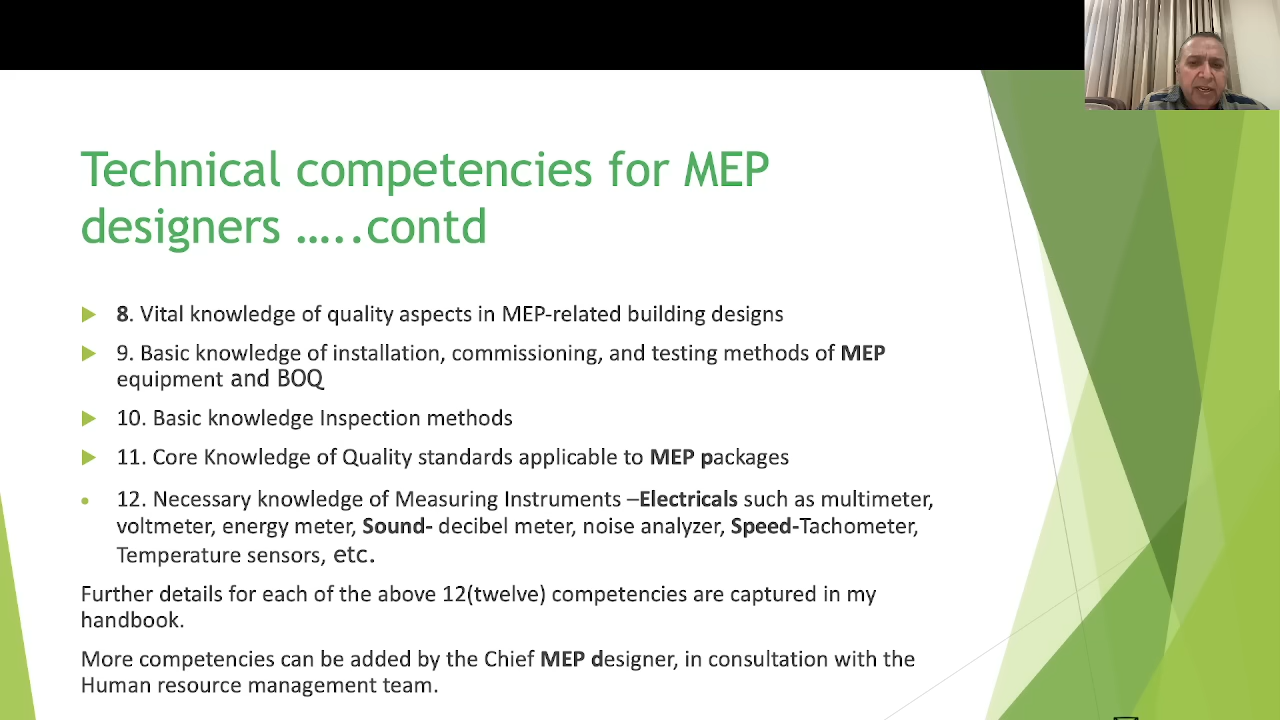 Technical competencies for MEP
designers …..contd
8. Vital knowledge of quality aspects in MEP-related building designs
9. Basic knowledge of installation, commissioning, and testing methods of MEP
equipment and BOQ
10. Basic knowledge Inspection methods
11. Core Knowledge of Quality standards applicable to MEP packages
12. Necessary knowledge of Measuring Instruments –Electricals such as multimeter,
voltmeter, energy meter, Sound- decibel meter, noise analyzer, Speed-Tachometer,
Temperature sensors, etc.
Further details for each of the above 12(twelve) competencies are captured in my
handbook.
More competencies can be added by the Chief MEP designer, in consultation with the
Human resource management team.